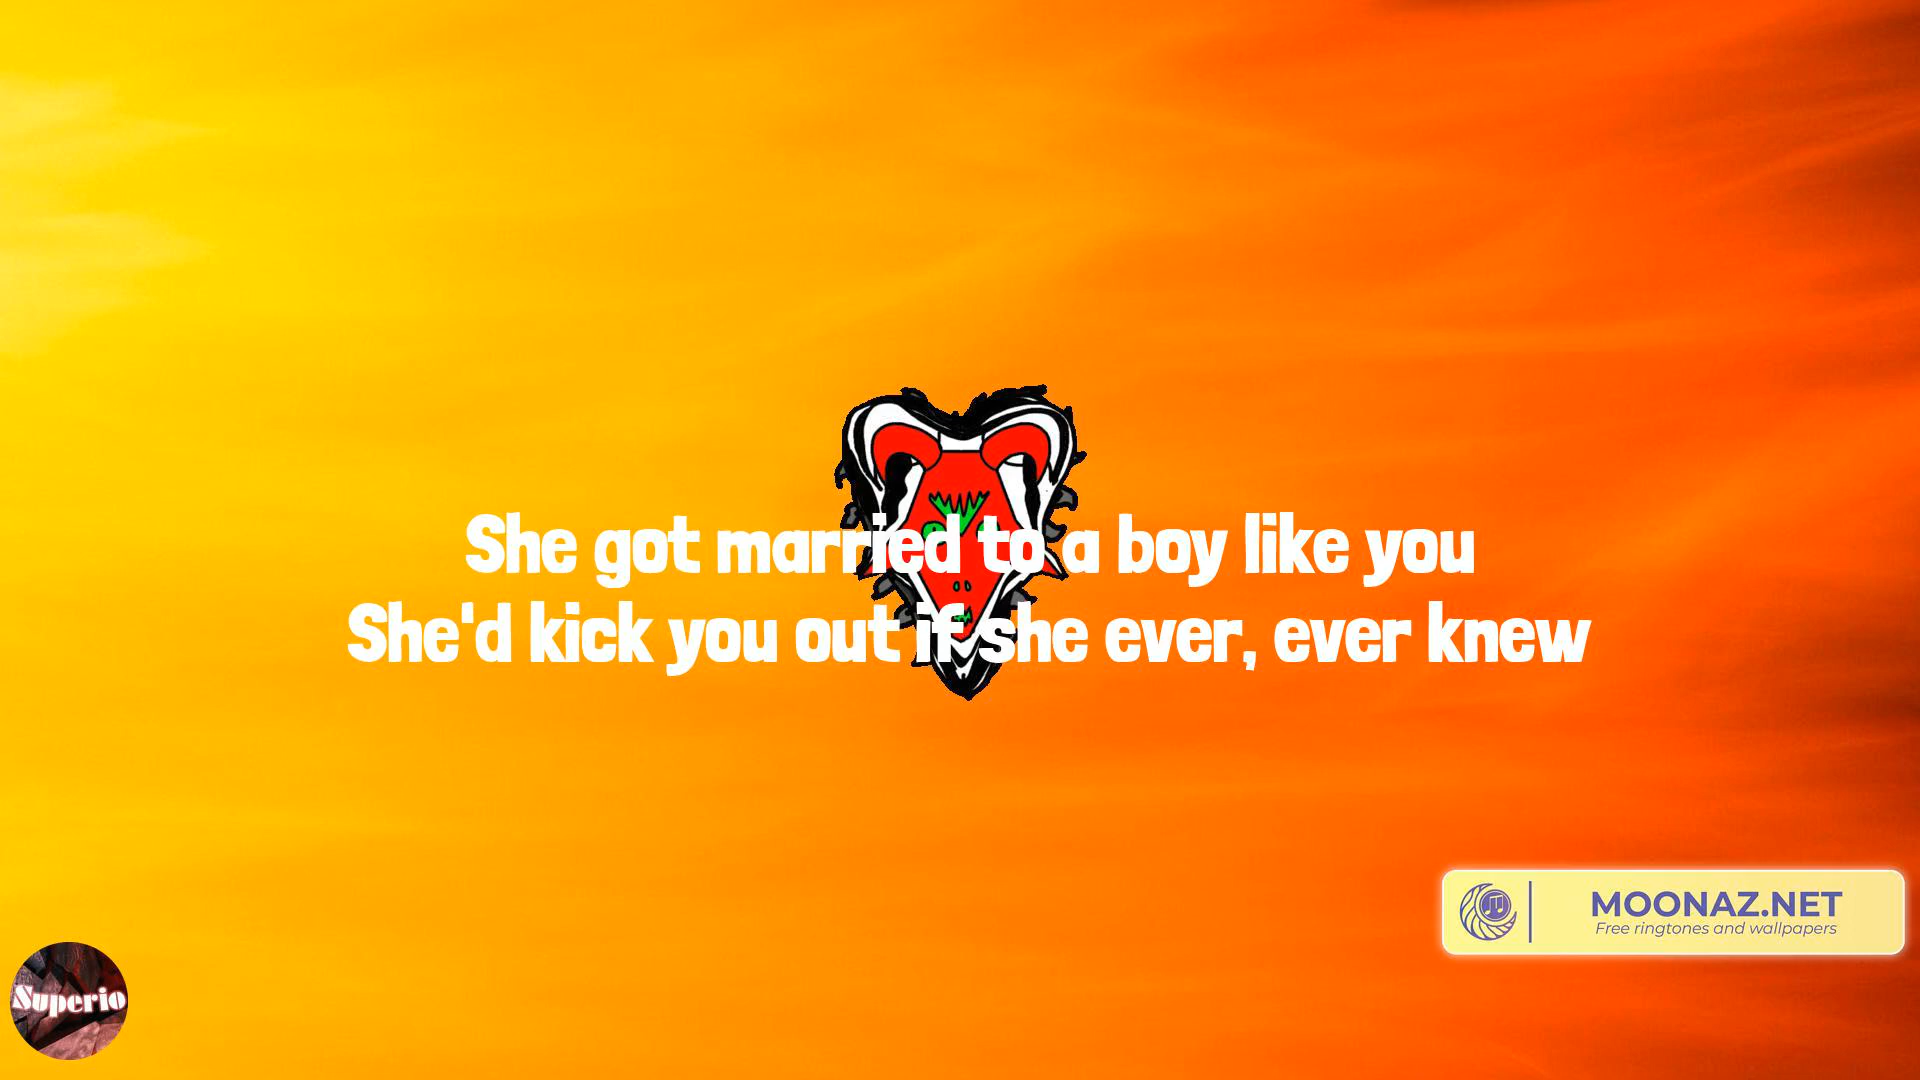 She got married to a boy like you
She'd kick you out if she ever, ever knew
MOONAZ.NET
Free ringtones and wallpapers
Superio